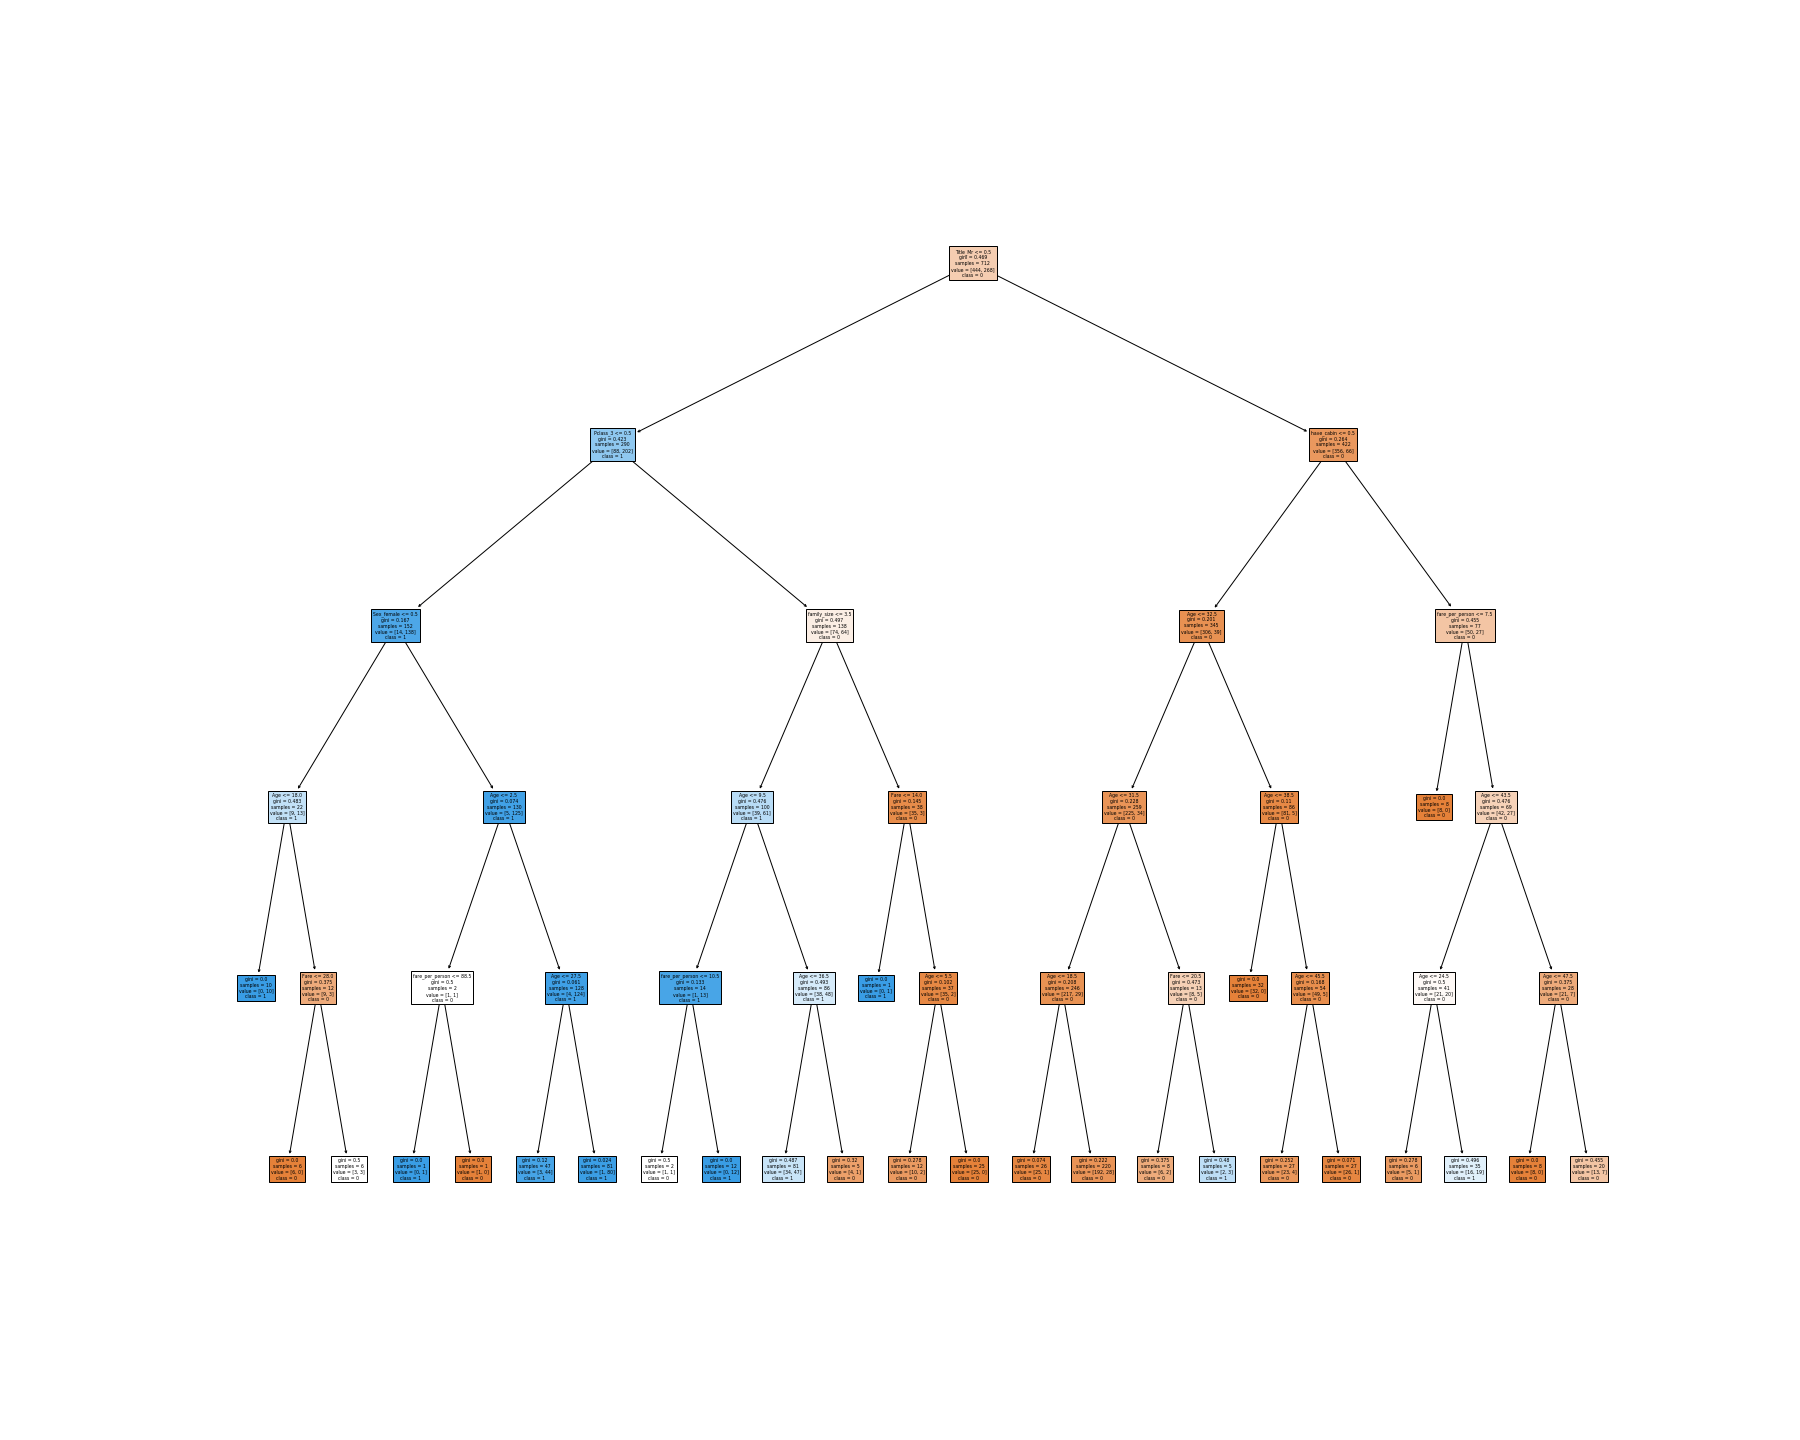 Title_Mr <= 0.5
gini = 0.469
samples = 712
value = [444, 268]
class = 0
Pclass_3 <= 0.5
gini = 0.423
samples = 290
value = [88, 202]
class = 1
have_cabin <= 0.5
gini = 0.264
samples = 422
value = [356, 66]
class = 0
Sex_female <= 0.5
gini = 0.167
samples = 152
value = [14, 138]
class = 1
family_size <= 3.5
gini = 0.497
samples = 138
value = [74, 64]
class = 0
Age <= 32.5
gini = 0.201
samples = 345
value = [306, 39]
class = 0
fare_per_person <= 7.5
gini = 0.455
samples = 77
value = [50, 27]
class = 0
Age <= 18.0
gini = 0.483
samples = 22
value = [9, 13]
class = 1
Age <= 2.5
gini = 0.074
samples = 130
value = [5, 125]
class = 1
Age <= 9.5
gini = 0.476
samples = 100
value = [39, 61]
class = 1
Fare <= 14.0
gini = 0.145
samples = 38
value = [35, 3]
class = 0
Age <= 31.5
gini = 0.228
samples = 259
value = [225, 34]
class = 0
Age <= 38.5
gini = 0.11
samples = 86
value = [81, 5]
class = 0
gini = 0.0
samples = 8
value = [8, 0]
class = 0
Age <= 43.5
gini = 0.476
samples = 69
value = [42, 27]
class = 0
gini = 0.0
samples = 10
value = [0, 10]
class = 1
Fare <= 28.0
gini = 0.375
samples = 12
value = [9, 3]
class = 0
fare_per_person <= 88.5
gini = 0.5
samples = 2
value = [1, 1]
class = 0
Age <= 27.5
gini = 0.061
samples = 128
value = [4, 124]
class = 1
fare_per_person <= 10.5
gini = 0.133
samples = 14
value = [1, 13]
class = 1
Age <= 36.5
gini = 0.493
samples = 86
value = [38, 48]
class = 1
gini = 0.0
samples = 1
value = [0, 1]
class = 1
Age <= 5.5
gini = 0.102
samples = 37
value = [35, 2]
class = 0
Age <= 18.5
gini = 0.208
samples = 246
value = [217, 29]
class = 0
Fare <= 20.5
gini = 0.473
samples = 13
value = [8, 5]
class = 0
gini = 0.0
samples = 32
value = [32, 0]
class = 0
Age <= 45.5
gini = 0.168
samples = 54
value = [49, 5]
class = 0
Age <= 24.5
gini = 0.5
samples = 41
value = [21, 20]
class = 0
Age <= 47.5
gini = 0.375
samples = 28
value = [21, 7]
class = 0
gini = 0.0
samples = 6
value = [6, 0]
class = 0
gini = 0.5
samples = 6
value = [3, 3]
class = 0
gini = 0.0
samples = 1
value = [0, 1]
class = 1
gini = 0.0
samples = 1
value = [1, 0]
class = 0
gini = 0.12
samples = 47
value = [3, 44]
class = 1
gini = 0.024
samples = 81
value = [1, 80]
class = 1
gini = 0.5
samples = 2
value = [1, 1]
class = 0
gini = 0.0
samples = 12
value = [0, 12]
class = 1
gini = 0.487
samples = 81
value = [34, 47]
class = 1
gini = 0.32
samples = 5
value = [4, 1]
class = 0
gini = 0.278
samples = 12
value = [10, 2]
class = 0
gini = 0.0
samples = 25
value = [25, 0]
class = 0
gini = 0.074
samples = 26
value = [25, 1]
class = 0
gini = 0.222
samples = 220
value = [192, 28]
class = 0
gini = 0.375
samples = 8
value = [6, 2]
class = 0
gini = 0.48
samples = 5
value = [2, 3]
class = 1
gini = 0.252
samples = 27
value = [23, 4]
class = 0
gini = 0.071
samples = 27
value = [26, 1]
class = 0
gini = 0.278
samples = 6
value = [5, 1]
class = 0
gini = 0.496
samples = 35
value = [16, 19]
class = 1
gini = 0.0
samples = 8
value = [8, 0]
class = 0
gini = 0.455
samples = 20
value = [13, 7]
class = 0